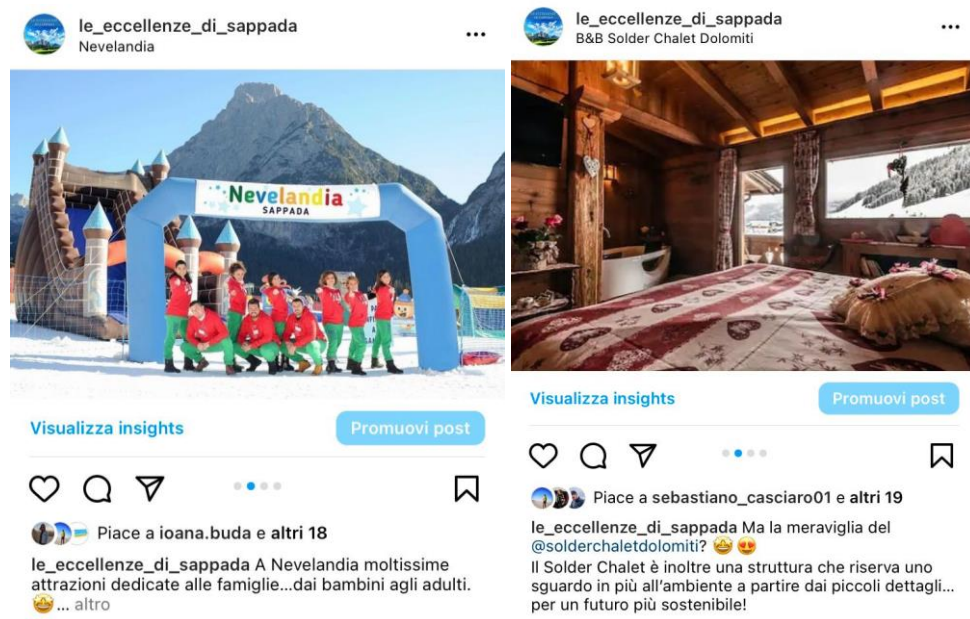 le_eccellenze_di_sappada
Nevelandia
Nevelandia
SAPPADA
Visualizza insights
Promuovi post
Piace a ioana.buda e altri 18
le_eccellenze_di_sappada A Nevelandia moltissime
attrazioni dedicate alle famiglie...dai bambini agli adulti.
🤩 ... altro
le_eccellenze_di_sappada
B&B Solder Chalet Dolomiti
Visualizza insights
Promuovi post
Piace a sebastiano_casciaro01 e altri 19
le_eccellenze_di_sappada Ma la meraviglia del
@solderchaletdolomiti? 🤩😍
Il Solder Chalet è inoltre una struttura che riserva uno
sguardo in più all'ambiente a partire dai piccoli dettagli...
per un futuro più sostenibile!